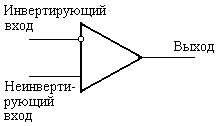 Инвертирующий
вход
Выход
Неинверти-
рующий
вход